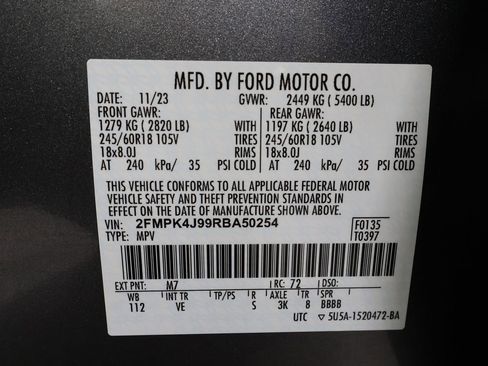 MFD. BY FORD MOTOR CO.
DATE: 11/23 GVWR: 2449 KG ( 5400 LB)
FRONT GAWR: REAR GAWR:
1279 KG ( 2820 LB) WITH 1197 KG ( 2640 LB) WITH
245/60R18 105V TIRES 245/60R18 105V TIRES
18x8.0J RIMS 18x8.0J RIMS
AT 240 kPa/ 35 PSI COLD AT 240 kPa/ 35 PSI COLD
THIS VEHICLE CONFORMS TO ALL APPLICABLE FEDERAL MOTOR
VEHICLE SAFETY AND THEFT PREVENTION STANDARDS IN
EFFECT ON THE DATE OF MANUFACTURE SHOWN ABOVE.
VIN: 2FMPK4J99RBA50254 F0135
TYPE: MPV T0397
EXT PNT: M7 RC: 72
WB INT TR TP/PS R AXLE TR SPR
112 VE S 3K 8 BBBB
UTC ▽ 5U5A-1520472-BA